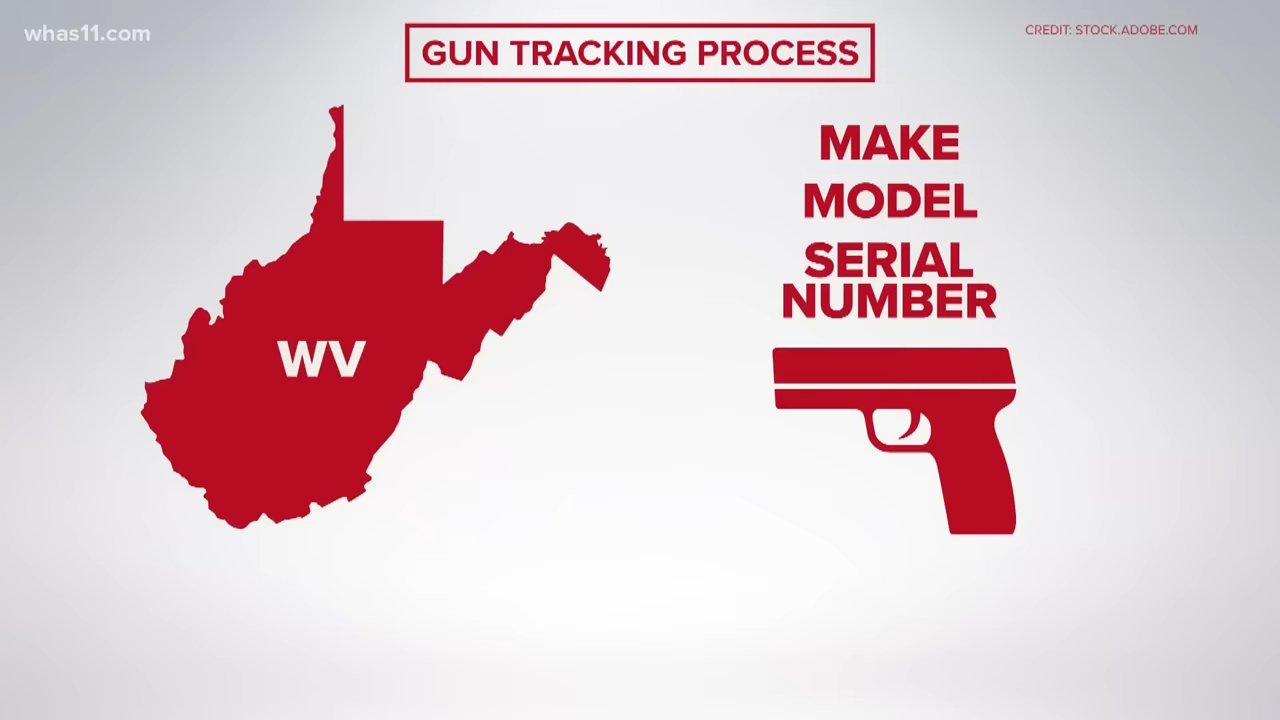 whas11.com
GUN TRACKING PROCESS
CREDIT: STOCK.ADOBE.COM
MAKE
MODEL
SERIAL
NUMBER
WV